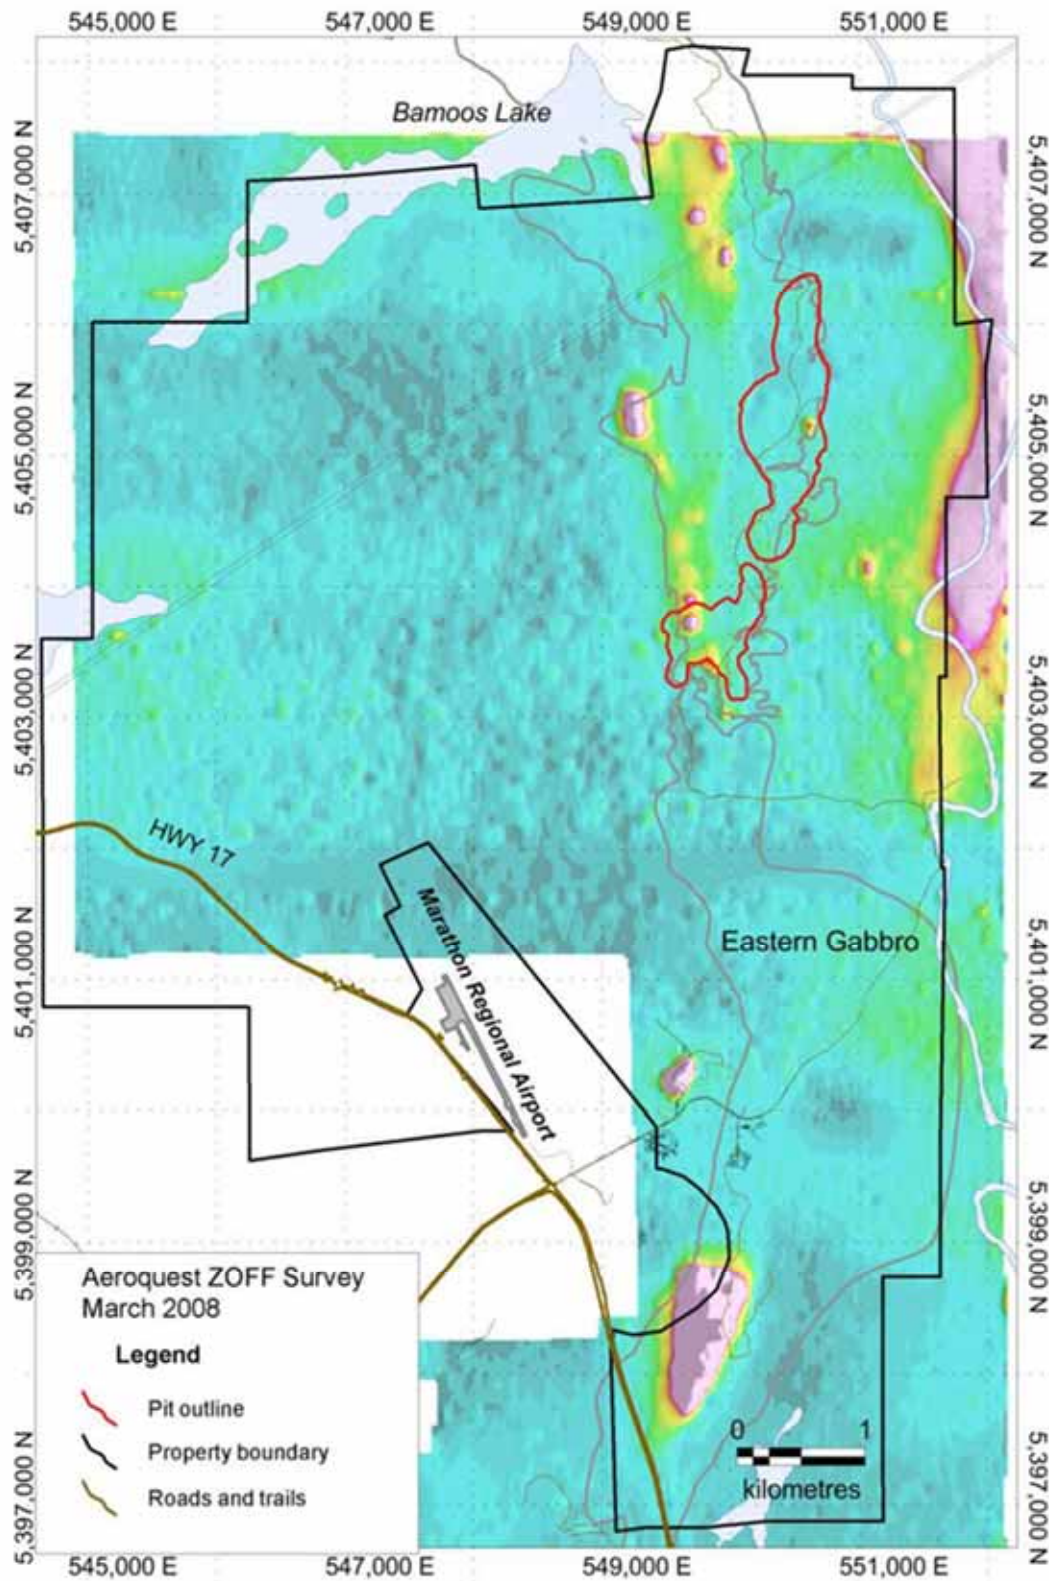 545,000 E 547,000 E 549,000 E 551,000 E
Bamoos Lake
5,407,000 N
5,407,000 N
5,405,000 N
5,405,000 N
5,403,000 N
5,403,000 N
HWY 17
Marathon Regional Airport
Eastern Gabbro
5,401,000 N
5,401,000 N
5,399,000 N
5,399,000 N
Aeroquest ZOFF Survey
March 2008
Legend
Pit outline
Property boundary
Roads and trails
0 1
kilometres
5,397,000 N
5,397,000 N
545,000 E 547,000 E 549,000 E 551,000 E